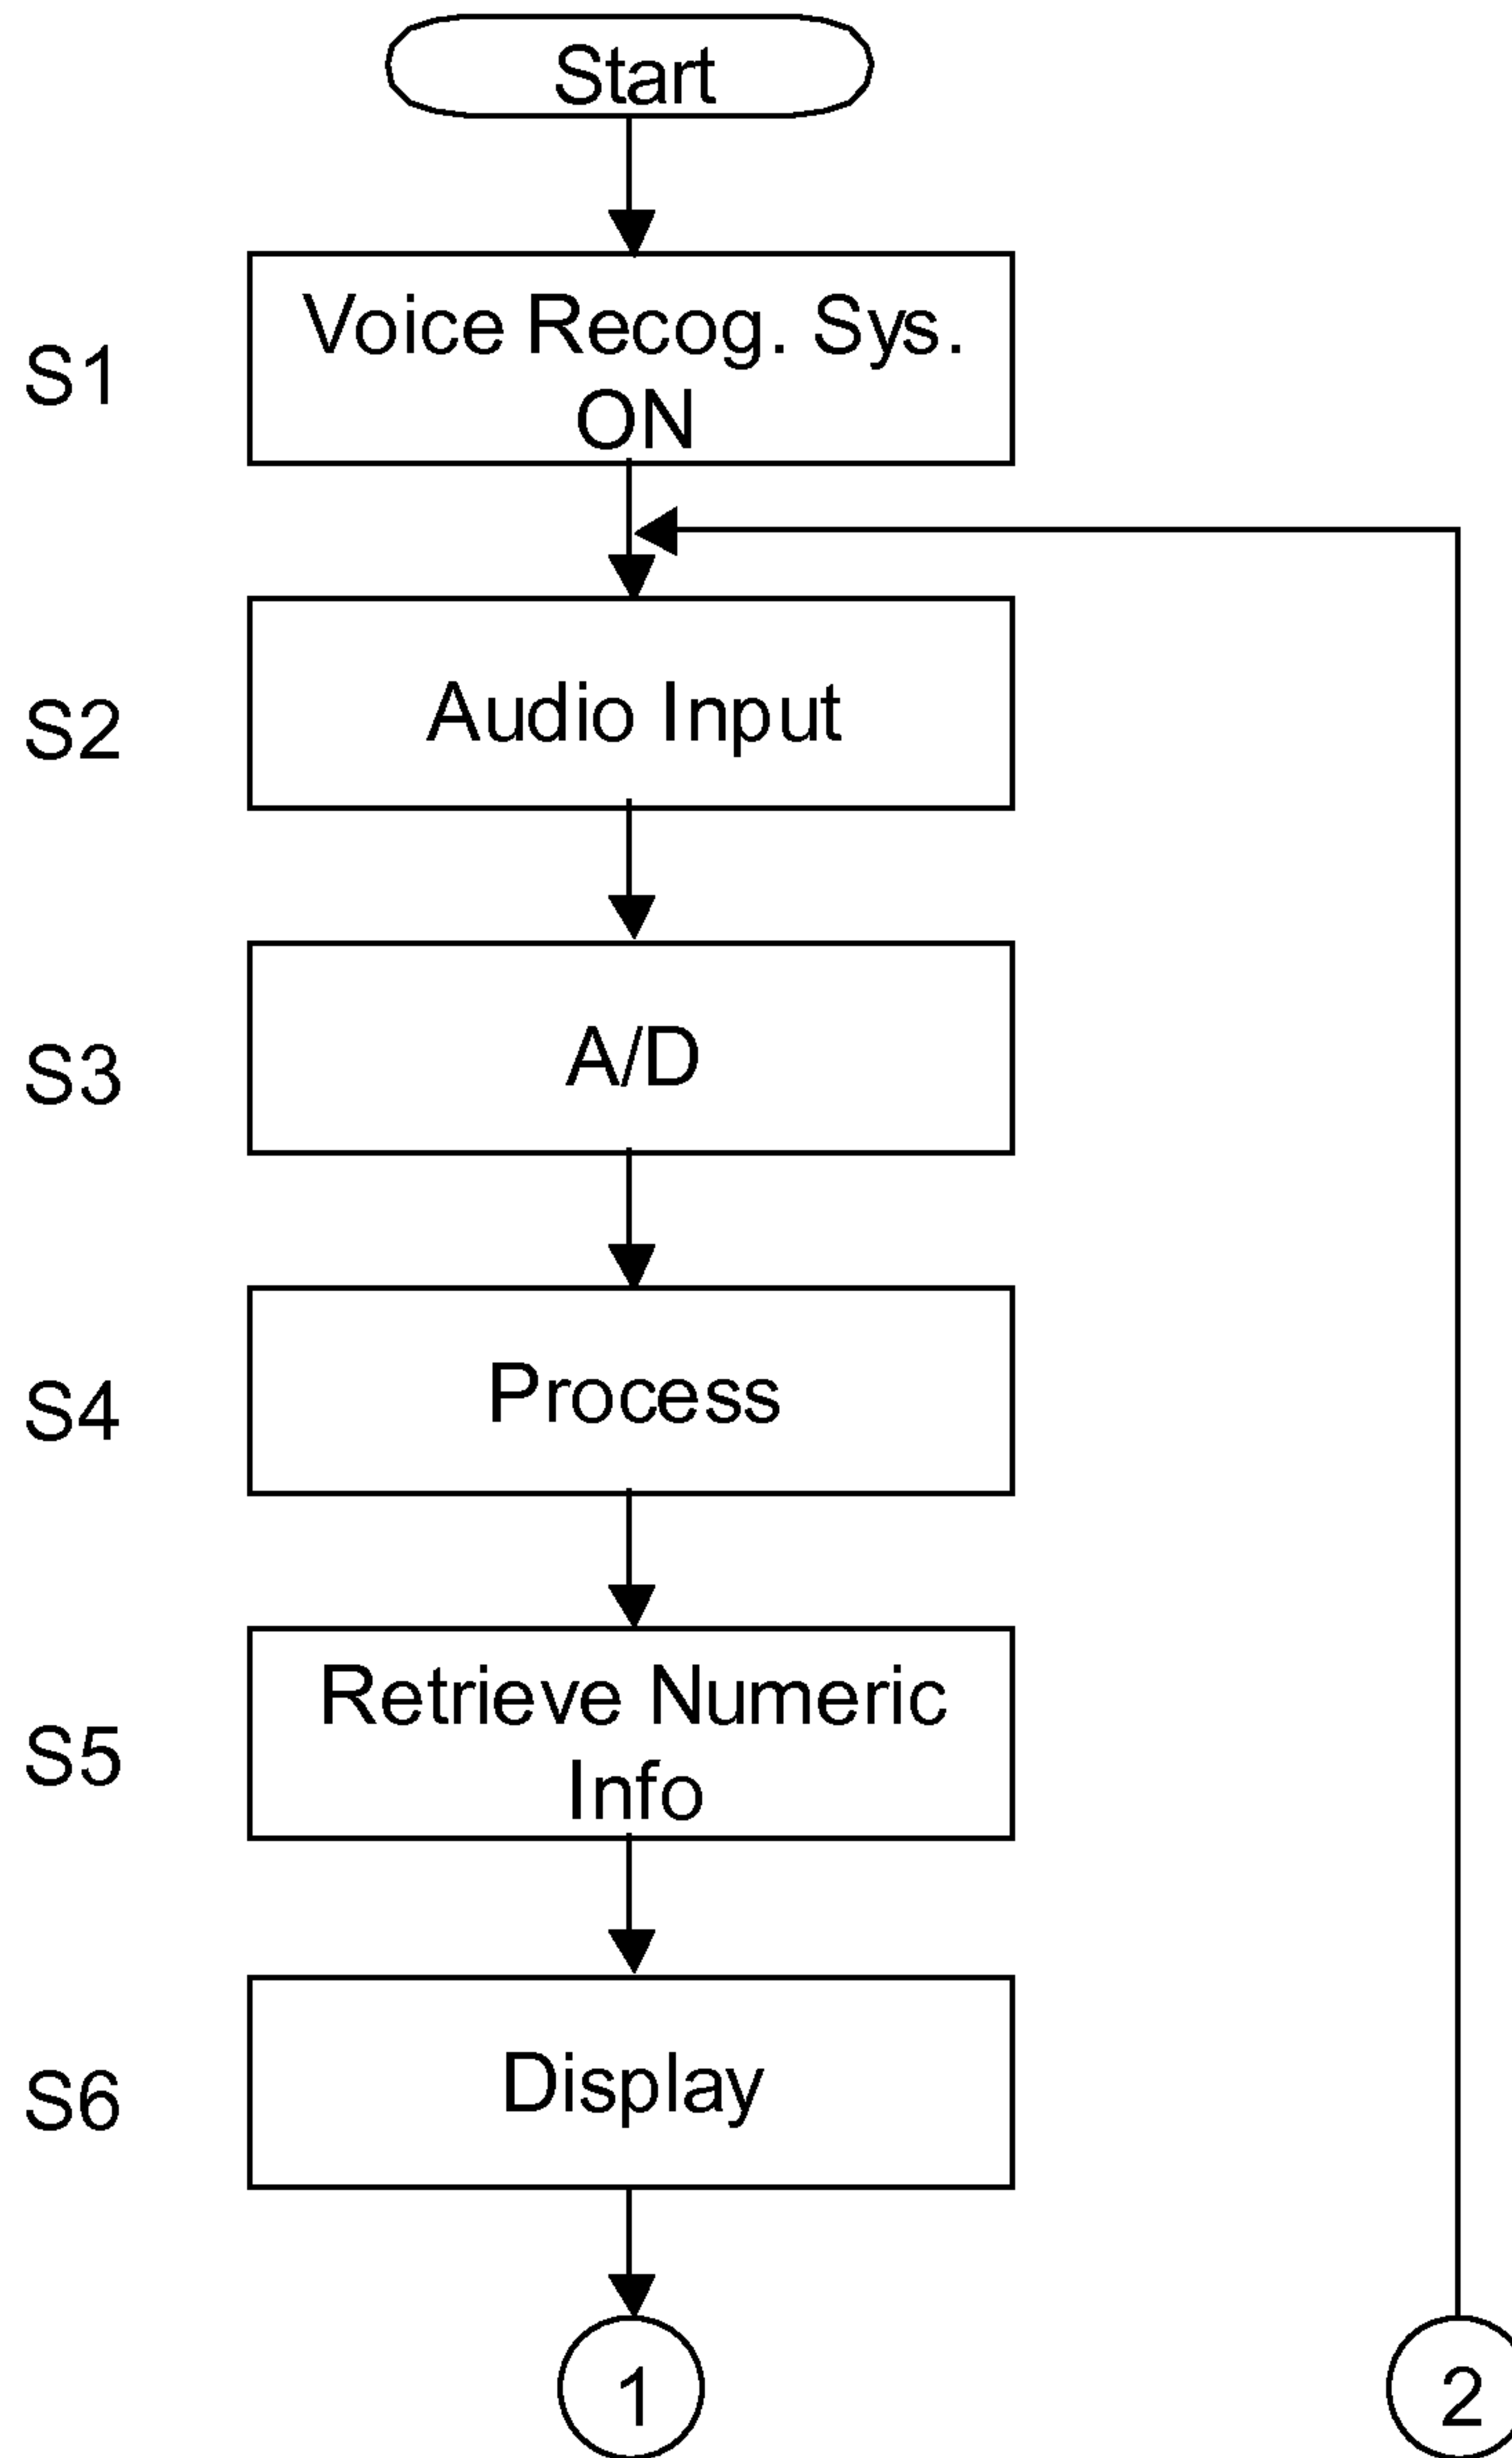 Start
S1
Voice Recog. Sys.
ON
S2
Audio Input
S3
A/D
S4
Process
S5
Retrieve Numeric
Info
S6
Display
1
2